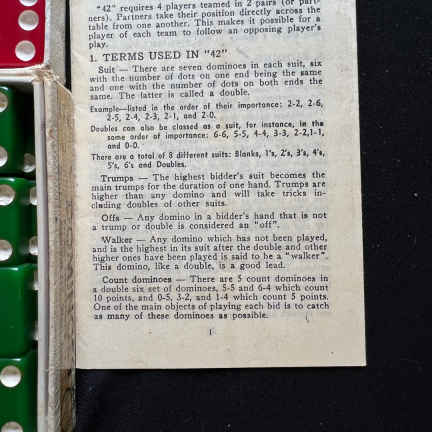 "42" requires 4 players teamed in 2 pairs (or part-
ners). Partners take their position directly across the
table from one another. This makes it possible for a
player of each team to follow an opposing player's
play.
1. TERMS USED IN "42"
Suit — There are seven dominoes in each suit, six
with the number of dots on one end being the same
and one with the number of dots on both ends the
same. The latter is called a double.
Example—listed in the order of their importance: 2-2, 2-6,
2-5, 2-4, 2-3, 2-1, and 2-0.
Doubles can also be classed as a suit, for instance, in the
same order of importance: 6-6, 5-5, 4-4, 3-3, 2-2,1-1,
and 0-0.
There are a total of 8 different suits: Blanks, 1's, 2's, 3's, 4's,
5's, 6's and Doubles.
Trumps — The highest bidder's suit becomes the
main trumps for the duration of one hand. Trumps are
higher than any domino and will take tricks in-
cluding doubles of other suits.
Offs — Any domino in a bidder's hand that is not
a trump or double is considered an "off".
Walker — Any domino which has not been played,
and is the highest in its suit after the double and other
higher ones have been played is said to be a "walker".
This domino, like a double, is a good lead.
Count dominoes — There are 5 count dominoes in
a double six set of dominoes, 5-5 and 6-4 which count
10 points, and 0-5, 3-2, and 1-4 which count 5 points.
One of the main objects of playing each bid is to catch
as many of these dominoes as possible.
1